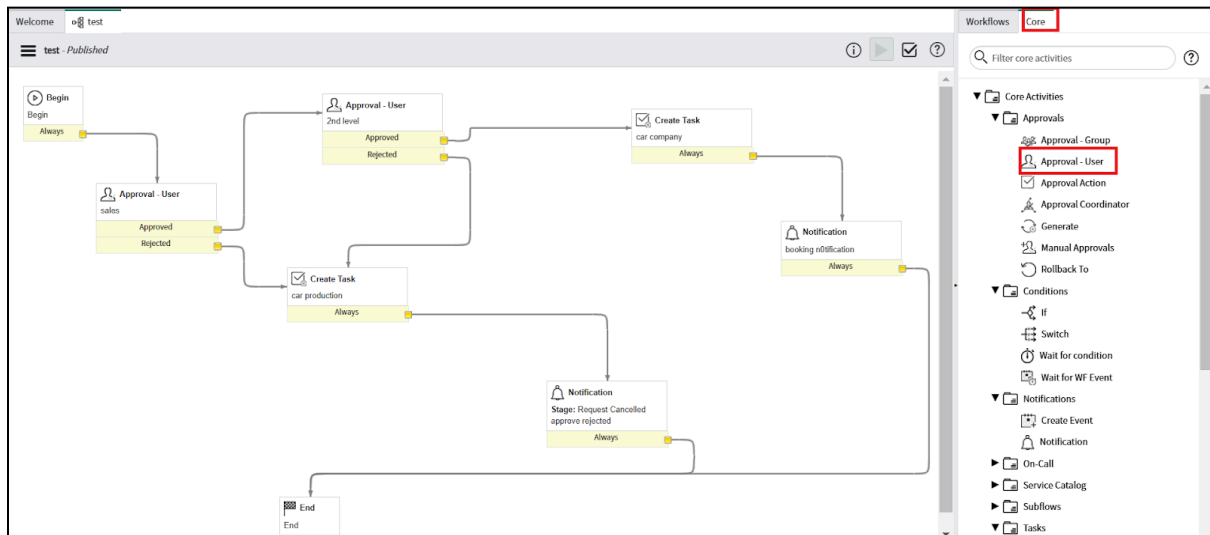 Welcome
test
Workflows
Core
test - Published
Filter core activities
Begin
Begin
Always
Approval - User
2nd level
Approved
Rejected
Create Task
car company
Always
Approval - User
sales
Approved
Rejected
Notification
booking n0tification
Always
Create Task
car production
Always
Notification
Stage: Request Cancelled
approve rejected
Always
End
End
Core Activities
Approvals
Approval - Group
Approval - User
Approval Action
Approval Coordinator
Generate
Manual Approvals
Rollback To
Conditions
If
Switch
Wait for condition
Wait for WF Event
Notifications
Create Event
Notification
On-Call
Service Catalog
Subflows
Tasks